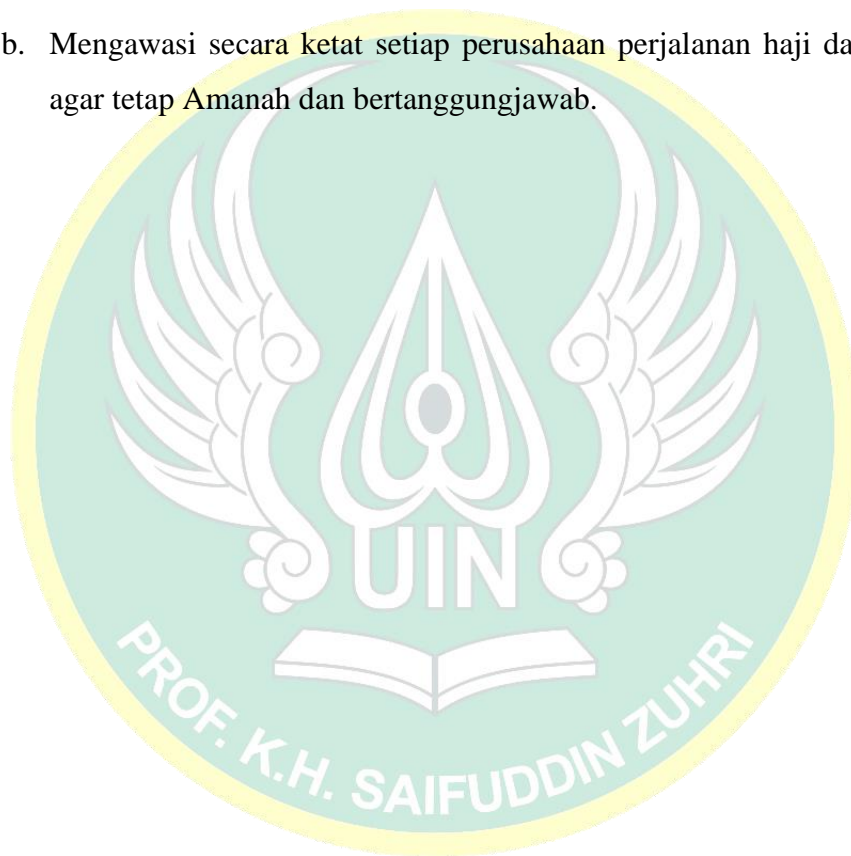 b. Mengawasi secara ketat setiap perusahaan perjalanan haji da
agar tetap Amanah dan bertanggungjawab.
UIN
PROF. K.H. SAIFUDDIN ZUHRI